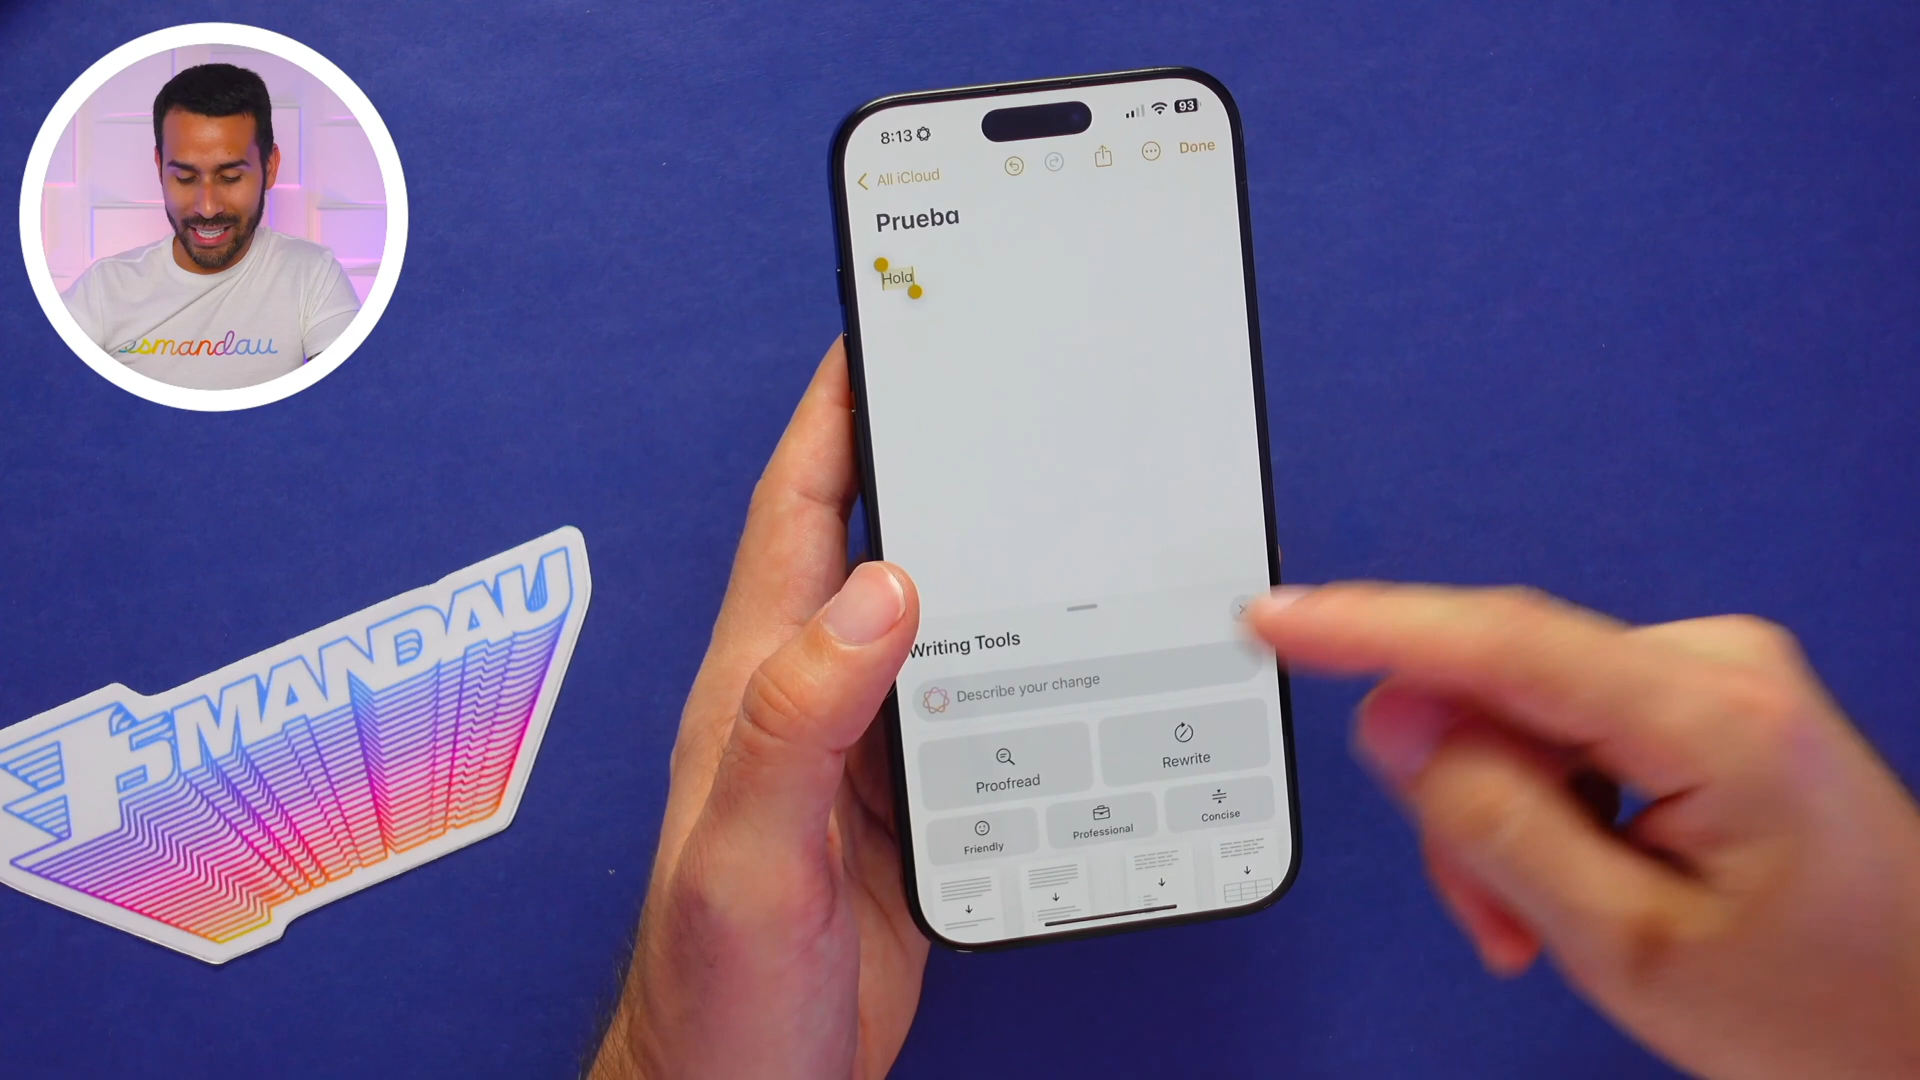 esmandau
ESMANDAU
8:13
93
All iCloud
Done
Prueba
Hola
Writing Tools
Describe your change
Proofread
Rewrite
Friendly
Professional
Concise